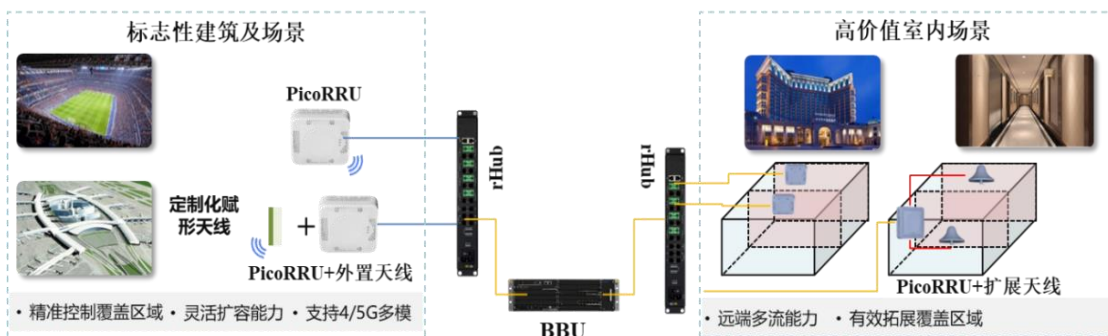 标志性建筑及场景
PicoRRU
定制化赋
形天线
+
PicoRRU+外置天线
• 精准控制覆盖区域 • 灵活扩容能力 • 支持4/5G多模
rHub
BBU
rHub
高价值室内场景
PicoRRU+扩展天线
• 远端多流能力 • 有效拓展覆盖区域